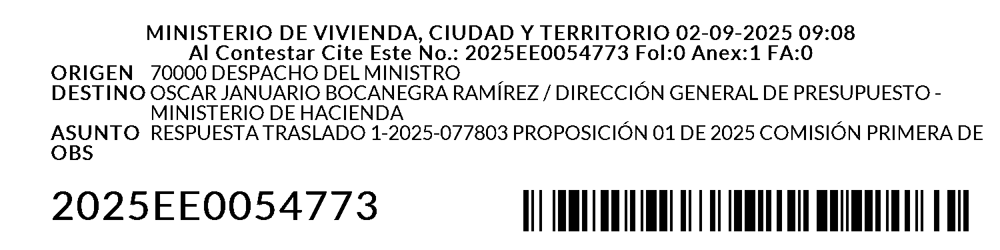 MINISTERIO DE VIVIENDA, CIUDAD Y TERRITORIO 02-09-2025 09:08
Al Contestar Cite Este No.: 2025EE0054773 Fol:0 Anex:1 FA:0
ORIGEN 70000 DESPACHO DEL MINISTRO
DESTINO OSCAR JANUARIO BOCANEGRA RAMÍREZ / DIRECCIÓN GENERAL DE PRESUPUESTO -
MINISTERIO DE HACIENDA
ASUNTO RESPUESTA TRASLADO 1-2025-077803 PROPOSICIÓN 01 DE 2025 COMISIÓN PRIMERA DE
OBS
2025EE0054773